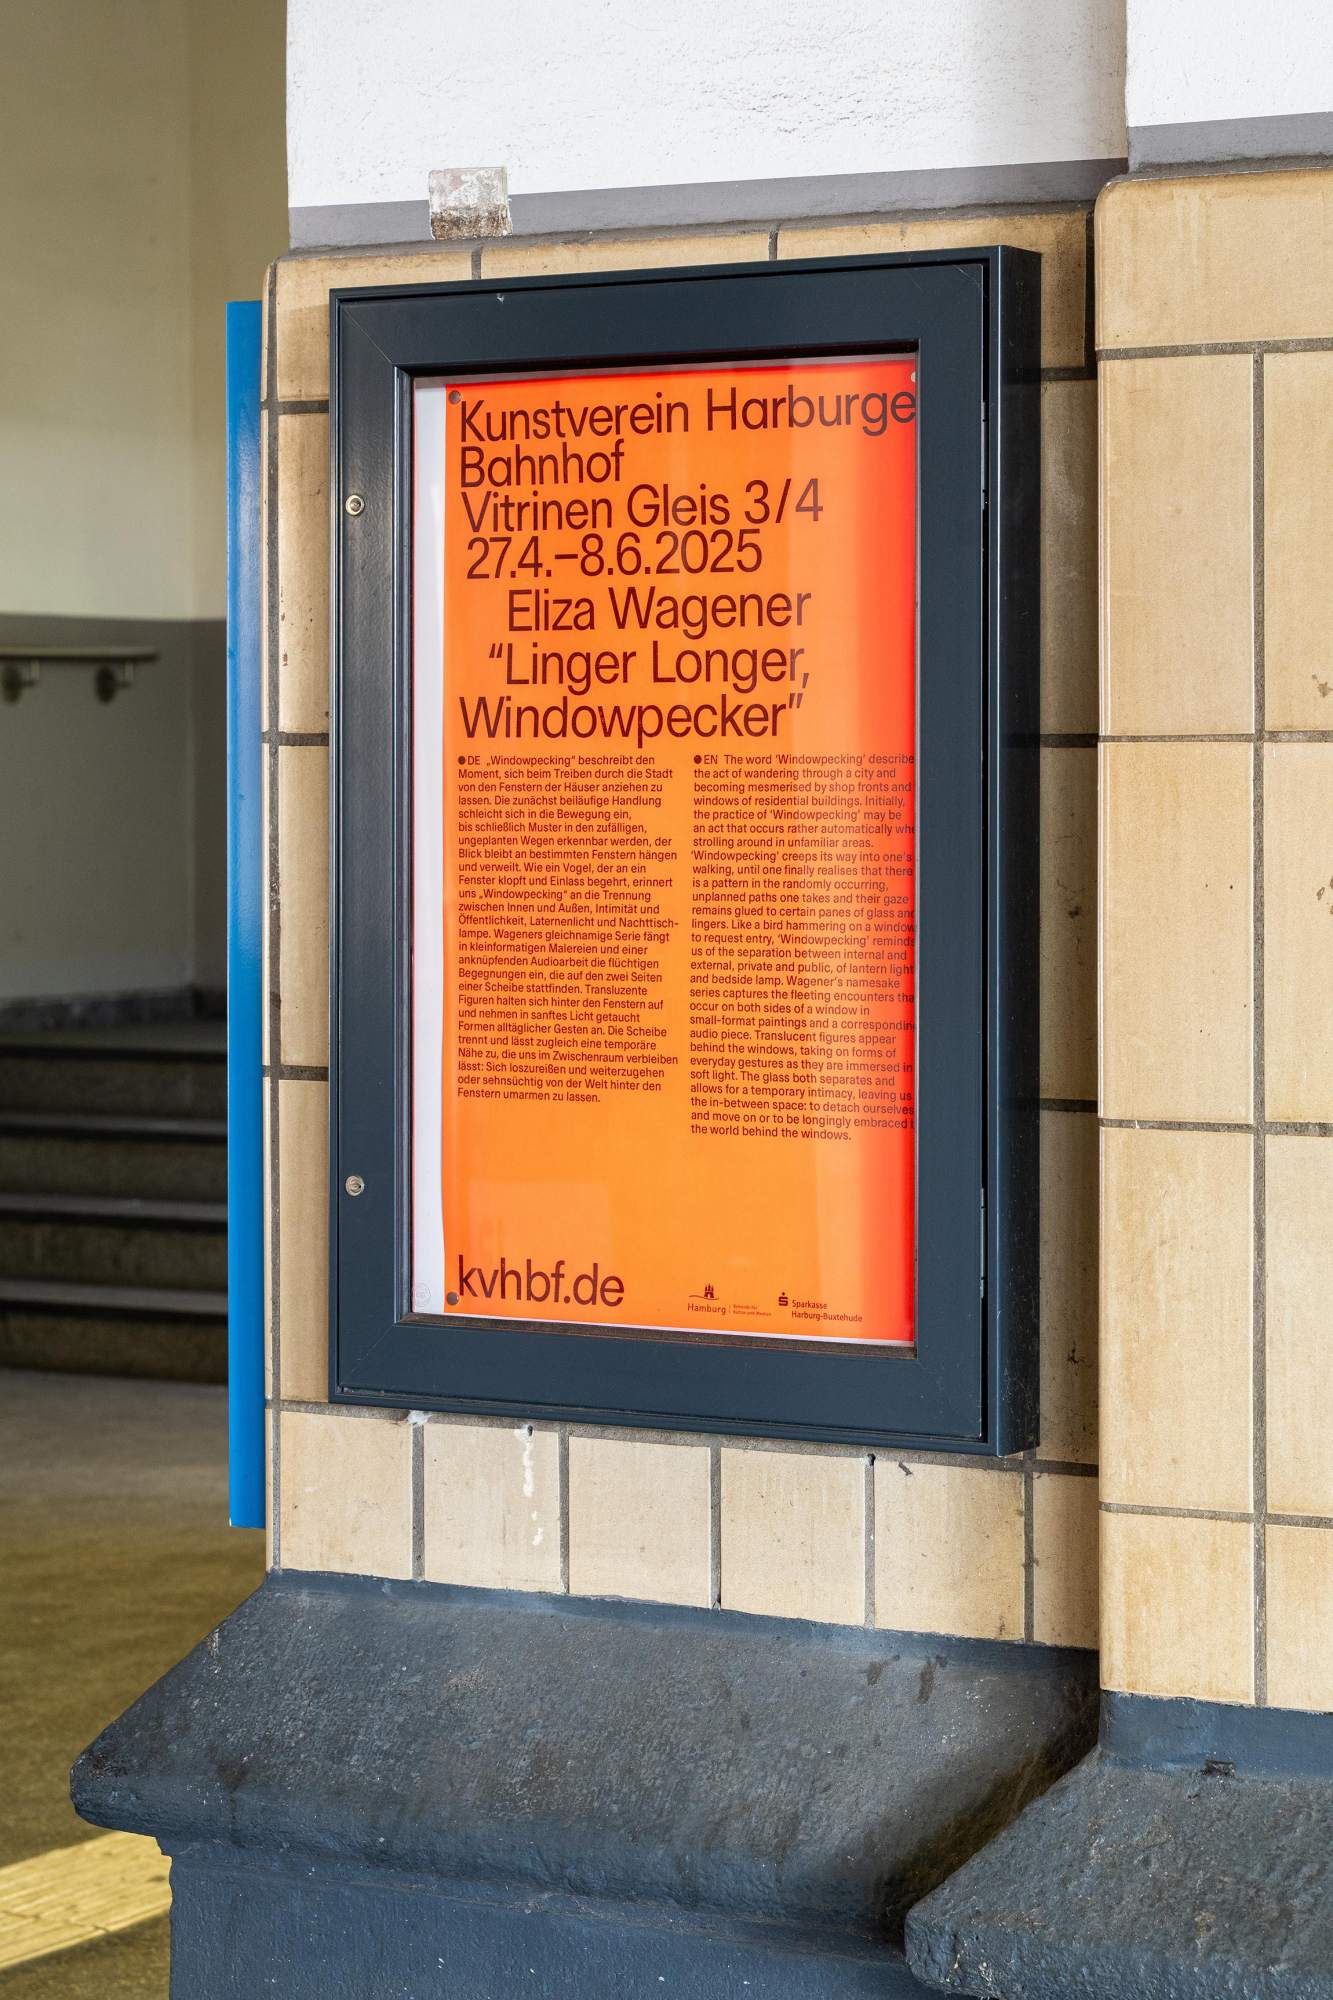 Kunstverein Harburge
Bahnhof
Vitrinen Gleis 3/4
27.4.–8.6.2025
Eliza Wagener
“Linger Longer,
Windowpecker”
●DE „Windowpecking“ beschreibt den
Moment, sich beim Treiben durch die Stadt
von den Fenstern der Häuser anziehen zu
lassen. Die zunächst beiläufige Handlung
schleicht sich in die Bewegung ein,
bis schließlich Muster in den zufälligen,
ungeplanten Wegen erkennbar werden, der
Blick bleibt an bestimmten Fenstern hängen
und verweilt. Wie ein Vogel, der an ein
Fenster klopft und Einlass begehrt, erinnert
uns „Windowpecking“ an die Trennung
zwischen Innen und Außen, Intimität und
Öffentlichkeit, Laternenlicht und Nachttisch-
lampe. Wageners gleichnamige Serie fängt
in kleinformatigen Malereien und einer
anknüpfenden Audioarbeit die flüchtigen
Begegnungen ein, die auf den zwei Seiten
einer Scheibe stattfinden. Transluzente
Figuren halten sich hinter den Fenstern auf
und nehmen in sanftes Licht getaucht
Formen alltäglicher Gesten an. Die Scheibe
trennt und lässt zugleich eine temporäre
Nähe zu, die uns im Zwischenraum verbleiben
lässt: Sich loszureißen und weiterzugehen
oder sehnsüchtig von der Welt hinter den
Fenstern umarmen zu lassen.
●EN The word ‘Windowpecking’ describe
the act of wandering through a city and
becoming mesmerised by shop fronts and
windows of residential buildings. Initially,
the practice of ‘Windowpecking’ may be
an act that occurs rather automatically whe
strolling around in unfamiliar areas.
‘Windowpecking’ creeps its way into one’s
walking, until one finally realises that there
is a pattern in the randomly occurring,
unplanned paths one takes and their gaze
remains glued to certain panes of glass and
lingers. Like a bird hammering on a window
to request entry, ‘Windowpecking’ reminds
us of the separation between internal and
external, private and public, of lantern light
and bedside lamp. Wagener’s namesake
series captures the fleeting encounters tha
occur on both sides of a window in
small-format paintings and a corresponding
audio piece. Translucent figures appear
behind the windows, taking on forms of
everyday gestures as they are immersed in
soft light. The glass both separates and
allows for a temporary intimacy, leaving us
the in-between space: to detach ourselves
and move on or to be longingly embraced
the world behind the windows.
kvhbf.de
Hamburg
Behörde für
Kultur und Medien
Sparkasse
Harburg-Buxtehude